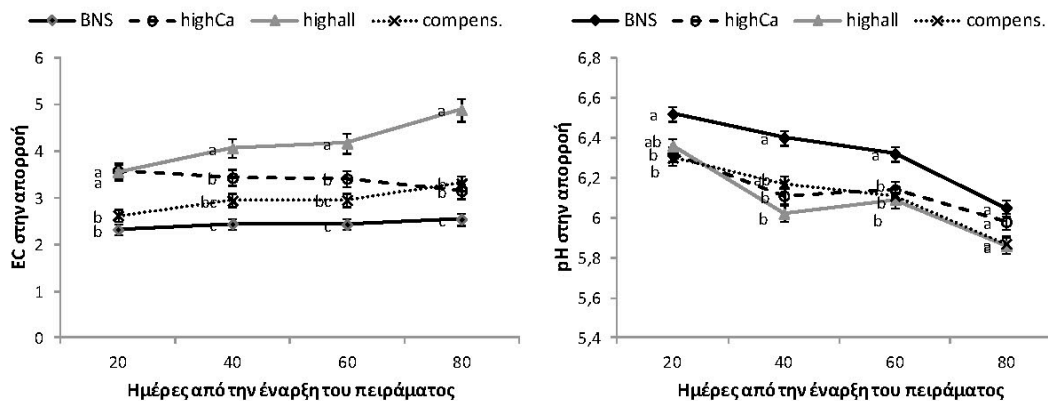 BNS highCa highall compens.
6
5
4
3
2
1
0
EC στην απορροή
a
a
b
b
a
b
bc
c
a
b
bc
c
a
b
b
c
20 40 60 80
Ημέρες από την έναρξη του πειράματος
BNS highCa highall compens.
6,8
6,6
6,4
6,2
6
5,8
5,6
5,4
pH στην απορροή
a
ab
b
b
a
ab
b
b
a
b
b
b
a
a
a
a
20 40 60 80
Ημέρες από την έναρξη του πειράματος